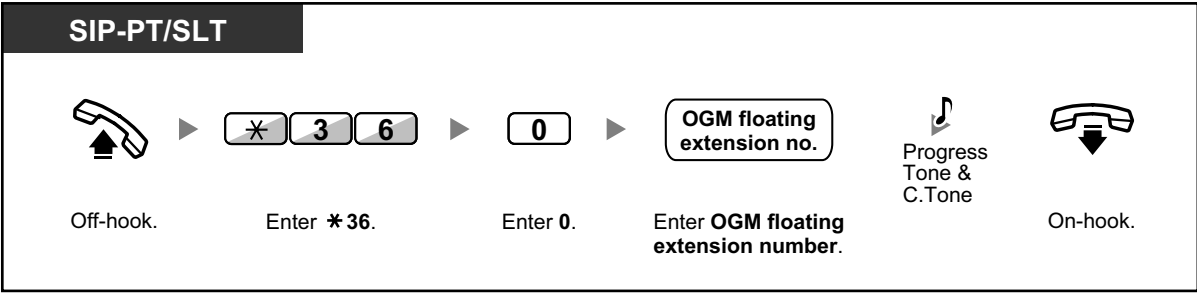 SIP-PT/SLT
✳ 3 6
0
OGM floating
extension no.
Progress
Tone &
C.Tone
Off-hook.
Enter ✳36.
Enter 0.
Enter OGM floating
extension number.
On-hook.